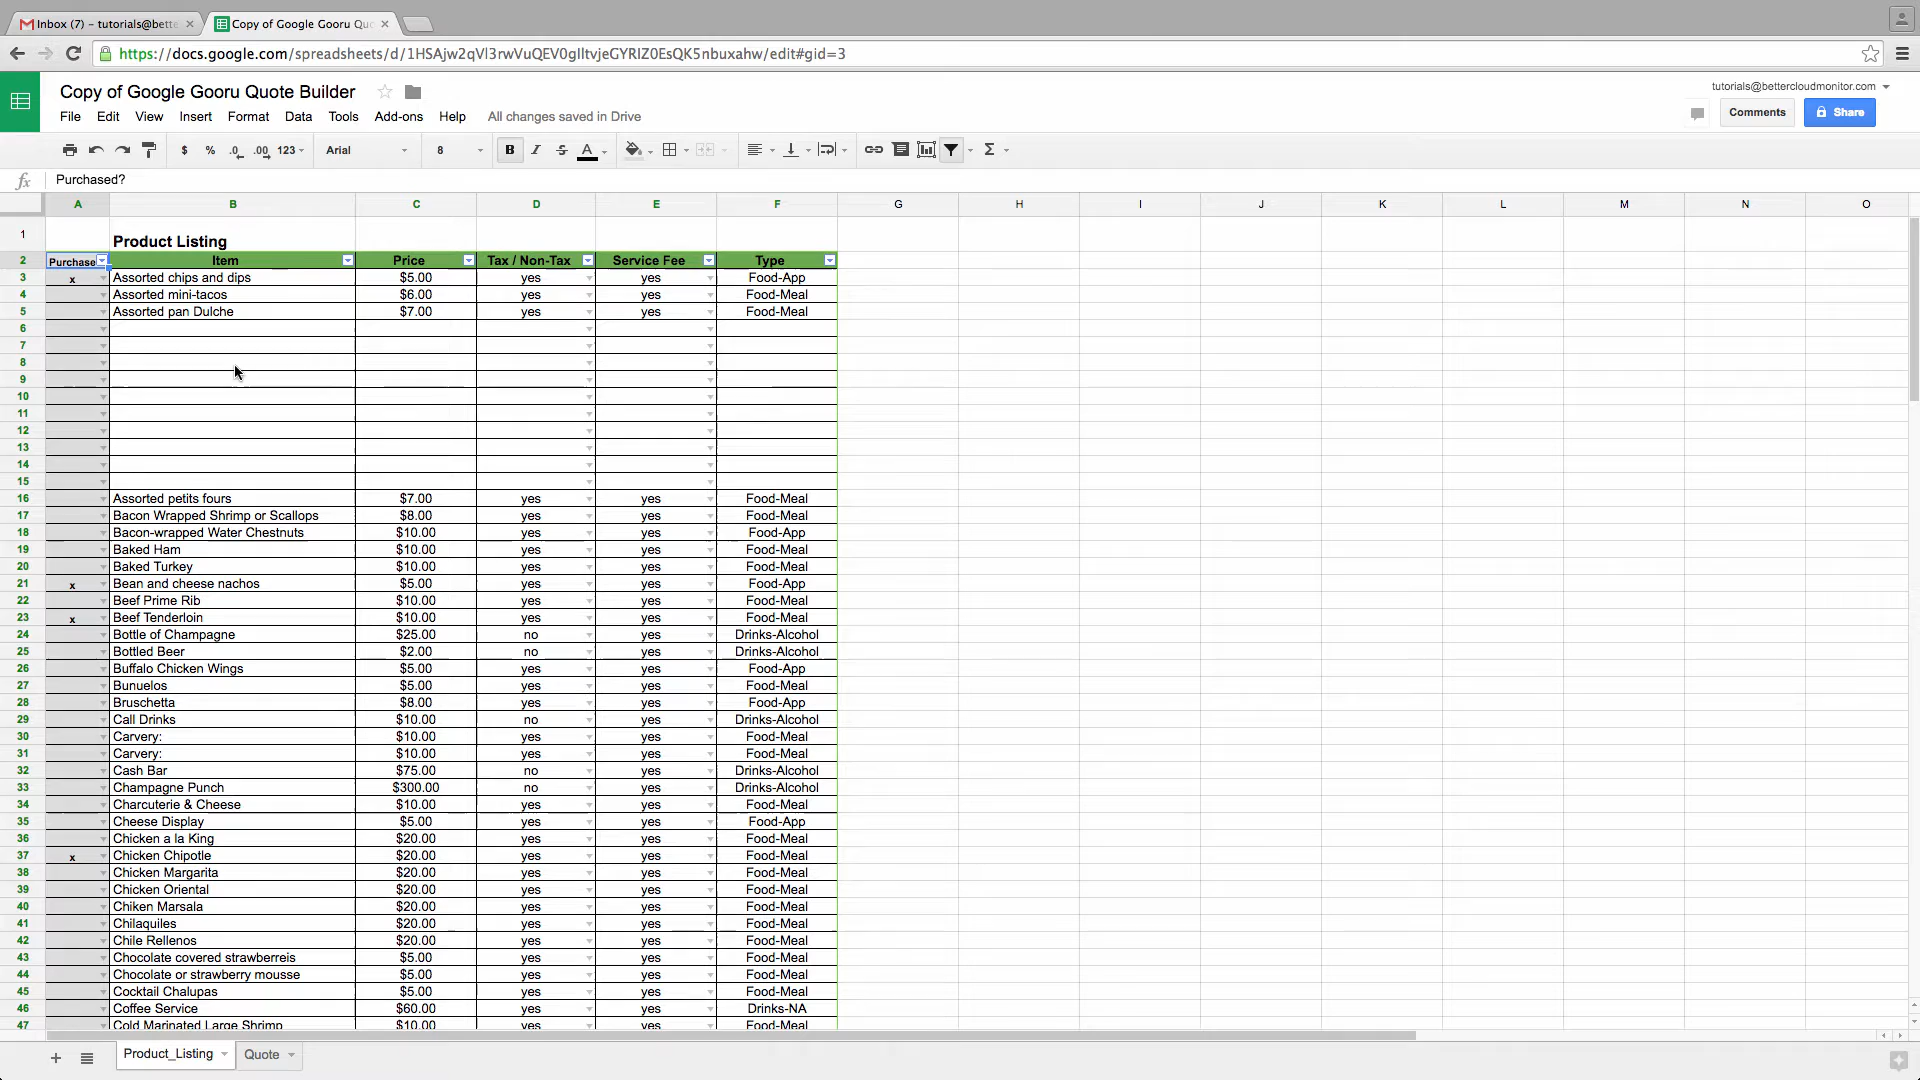 Inbox (7) – tutorials@bette
Copy of Google Gooru Quo
https://docs.google.com/spreadsheets/d/
Copy of Google Gooru Quote Builder
tutorials@bettercloudmonitor.com
File Edit View Insert Format Data Tools Add-ons Help All changes saved in Drive
Comments Share
$ % .0 .00 123 Arial 8 B I S A Σ
fx Purchased?
A B C D E F G H I J K L M N O
1 Product Listing
2 Purchase Item Price Tax / Non-Tax Service Fee Type
3 x Assorted chips and dips $5.00 yes yes Food-App
4 Assorted mini-tacos $6.00 yes yes Food-Meal
5 Assorted pan Dulche $7.00 yes yes Food-Meal
6
7
8
9
10
11
12
13
14
15
16 Assorted petits fours $7.00 yes yes Food-Meal
17 Bacon Wrapped Shrimp or Scallops $8.00 yes yes Food-Meal
18 Bacon-wrapped Water Chestnuts $10.00 yes yes Food-App
19 Baked Ham $10.00 yes yes Food-Meal
20 Baked Turkey $10.00 yes yes Food-Meal
21 x Bean and cheese nachos $5.00 yes yes Food-App
22 Beef Prime Rib $10.00 yes yes Food-Meal
23 x Beef Tenderloin $10.00 yes yes Food-Meal
24 Bottle of Champagne $25.00 no yes Drinks-Alcohol
25 Bottled Beer $2.00 no yes Drinks-Alcohol
26 Buffalo Chicken Wings $5.00 yes yes Food-App
27 Bunuelos $5.00 yes yes Food-Meal
28 Bruschetta $8.00 yes yes Food-App
29 Call Drinks $10.00 no yes Drinks-Alcohol
30 Carvery: $10.00 yes yes Food-Meal
31 Carvery: $10.00 yes yes Food-Meal
32 Cash Bar $75.00 no yes Drinks-Alcohol
33 Champagne Punch $300.00 no yes Drinks-Alcohol
34 Charcuterie & Cheese $10.00 yes yes Food-Meal
35 Cheese Display $5.00 yes yes Food-App
36 Chicken a la King $20.00 yes yes Food-Meal
37 x Chicken Chipotle $20.00 yes yes Food-Meal
38 Chicken Margarita $20.00 yes yes Food-Meal
39 Chicken Oriental $20.00 yes yes Food-Meal
40 Chiken Marsala $20.00 yes yes Food-Meal
41 Chilaquiles $20.00 yes yes Food-Meal
42 Chile Rellenos $20.00 yes yes Food-Meal
43 Chocolate covered strawberreis $5.00 yes yes Food-Meal
44 Chocolate or strawberry mousse $5.00 yes yes Food-Meal
45 Cocktail Chalupas $5.00 yes yes Food-Meal
46 Coffee Service $60.00 yes yes Drinks-NA
47 Cold Marinated Large Shrimp $10.00 yes yes Food-Meal
Product_Listing Quote